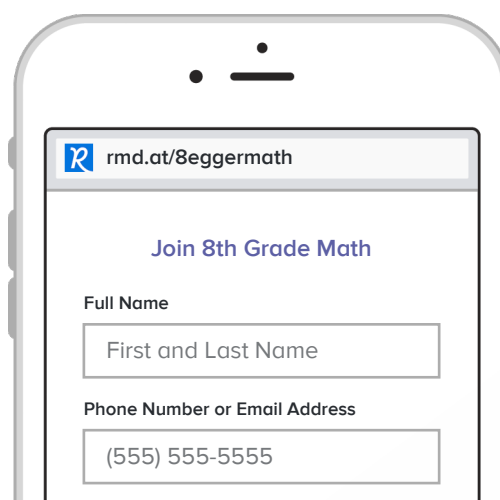 R rmd.at/8eggermath
Join 8th Grade Math
Full Name
First and Last Name
Phone Number or Email Address
(555) 555-5555